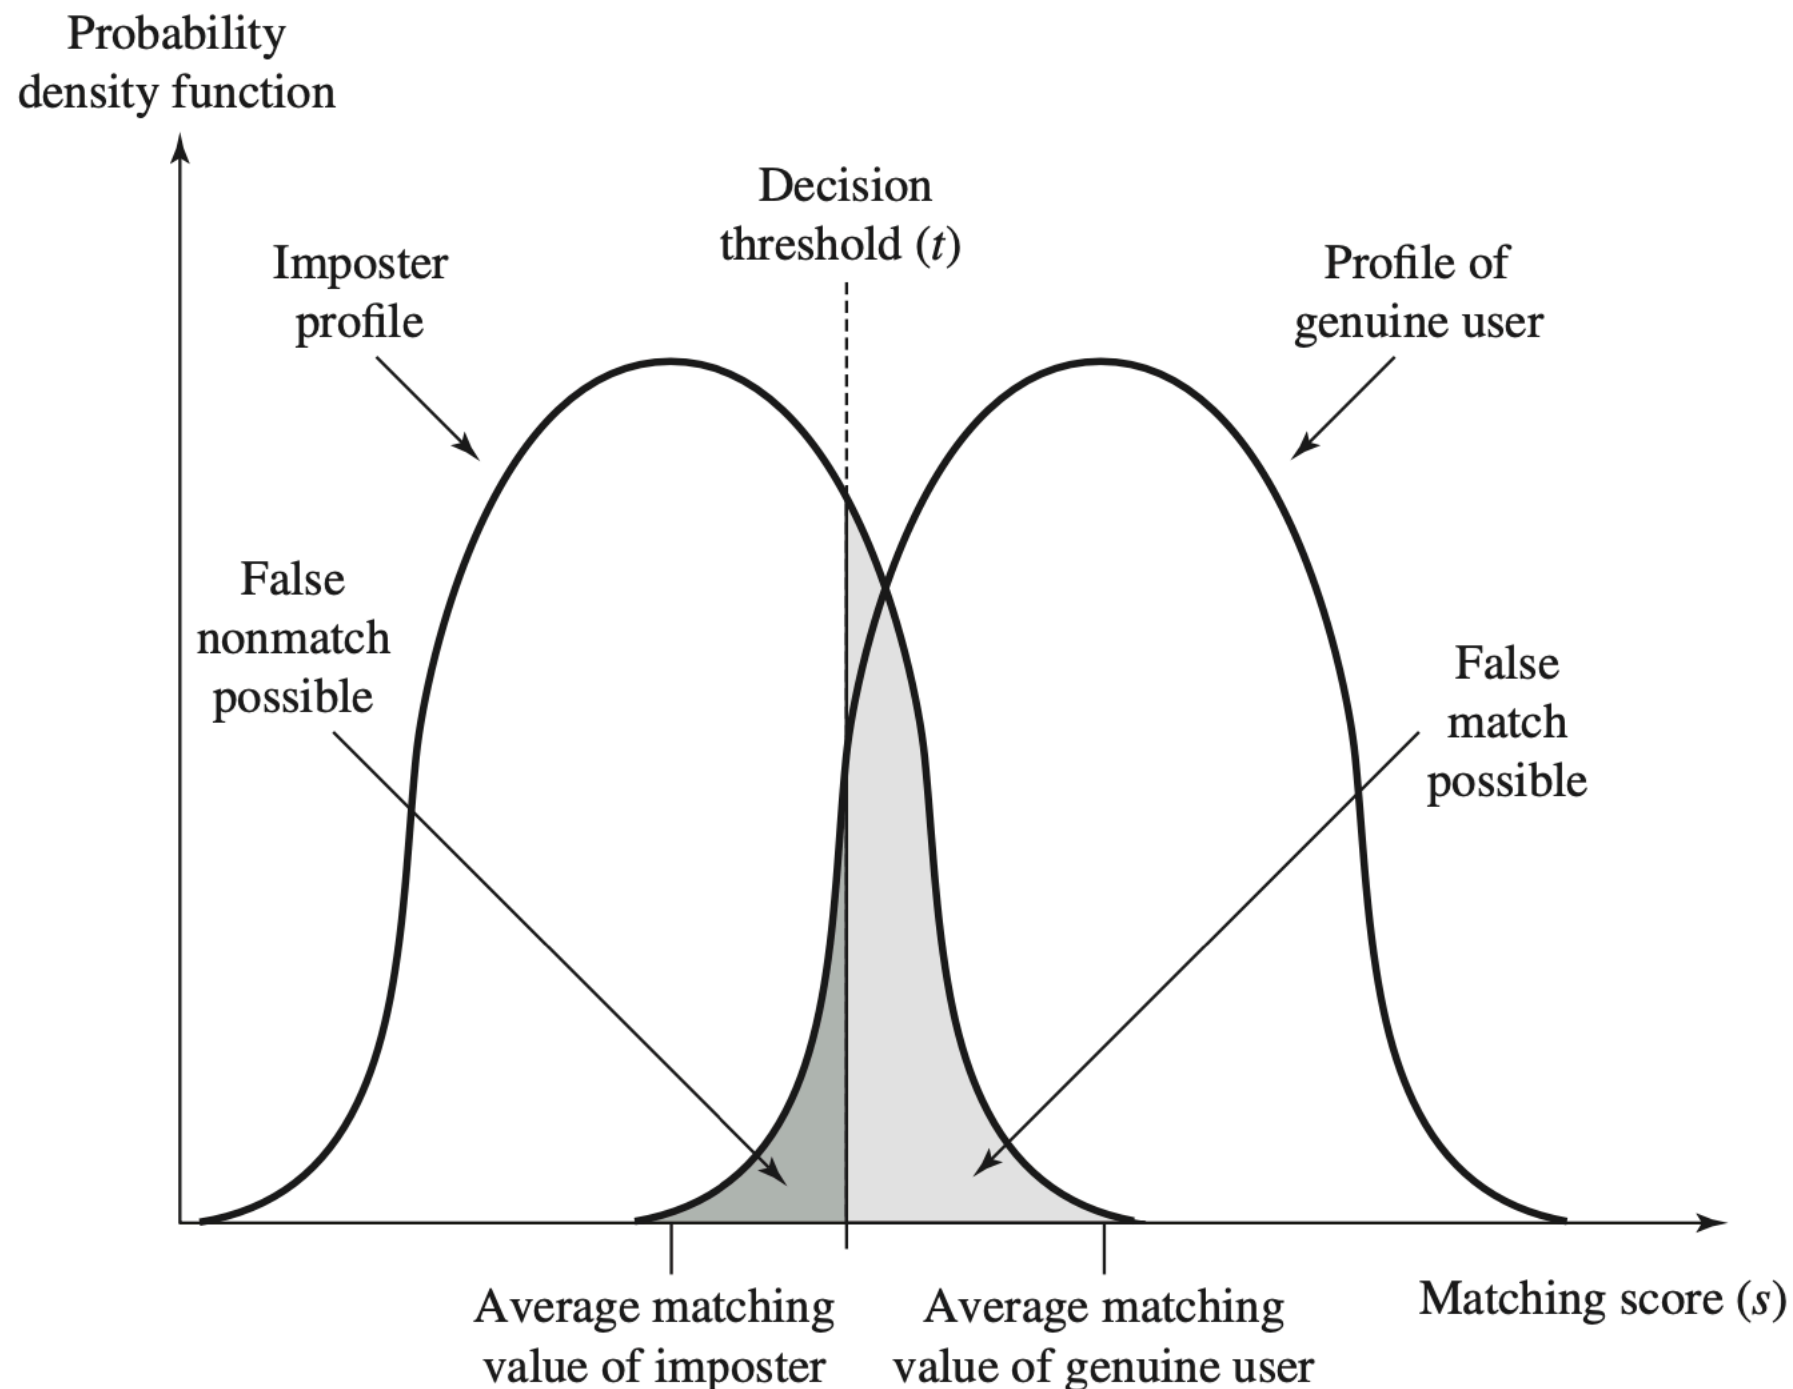 Probability
density function
Decision
threshold (t)
Imposter
profile
Profile of
genuine user
False
nonmatch
possible
False
match
possible
Average matching
value of imposter
Average matching
value of genuine user
Matching score (s)